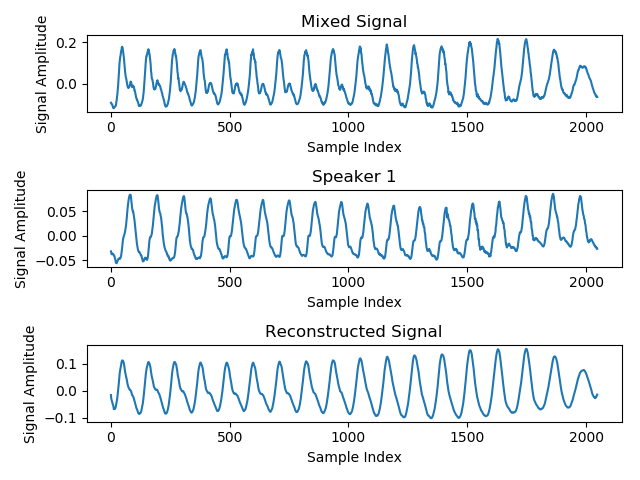 Mixed Signal
Signal Amplitude
0.2
0.0
0
500
1000
1500
2000
Sample Index
Speaker 1
Signal Amplitude
0.05
0.00
−0.05
0
500
1000
1500
2000
Sample Index
Reconstructed Signal
Signal Amplitude
0.1
0.0
−0.1
0
500
1000
1500
2000
Sample Index